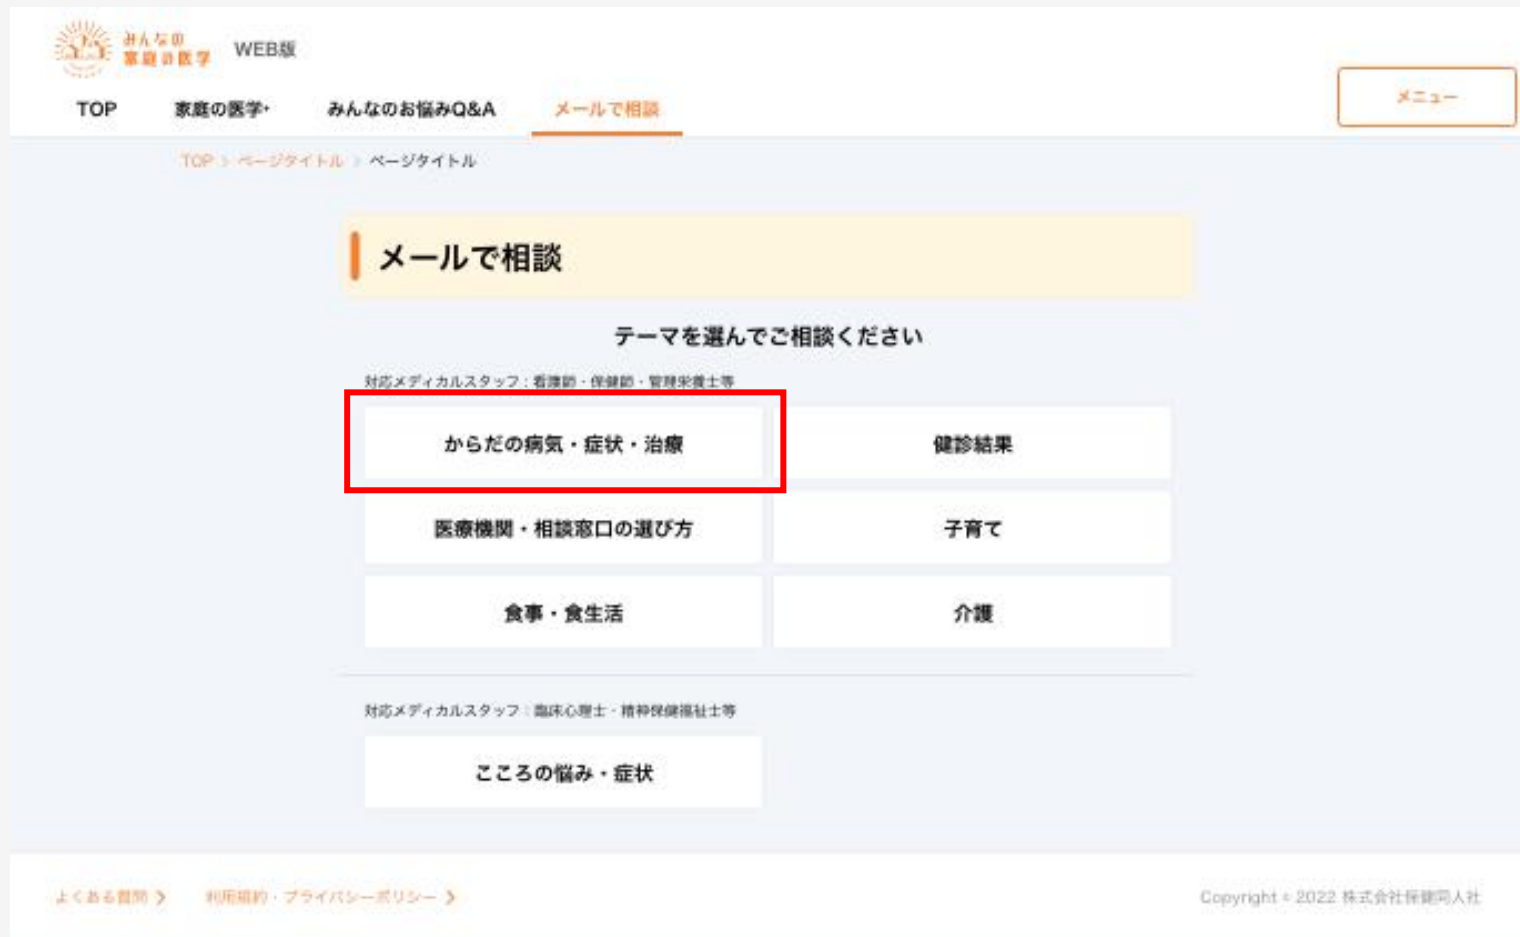 みんなの
家庭の医学 WEB版
メニュー
TOP 家庭の医学+ みんなのお悩みQ&A メールで相談
TOP > ページタイトル > ページタイトル
メールで相談
テーマを選んでご相談ください
対応メディカルスタッフ：看護師・保健師・管理栄養士等
からだの病気・症状・治療 健診結果
医療機関・相談窓口の選び方 子育て
食事・食生活 介護
対応メディカルスタッフ：臨床心理士・精神保健福祉士等
こころの悩み・症状
よくある質問 > 利用規約・プライバシーポリシー > Copyright © 2022 株式会社保健同人社